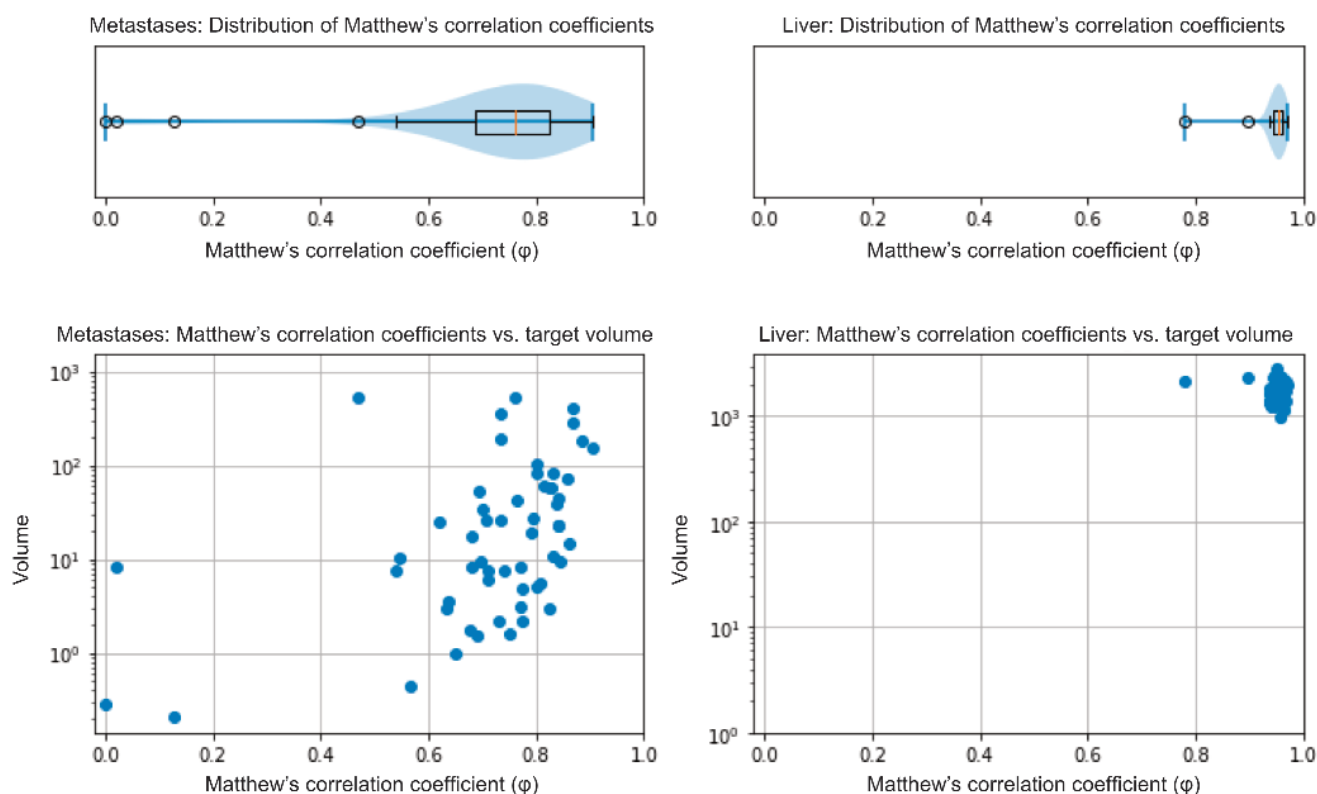 Metastases: Distribution of Matthew's correlation coefficients
0.0 0.2 0.4 0.6 0.8 1.0
Matthew's correlation coefficient (φ)
Liver: Distribution of Matthew's correlation coefficients
0.0 0.2 0.4 0.6 0.8 1.0
Matthew's correlation coefficient (φ)
Metastases: Matthew's correlation coefficients vs. target volume
Volume
10³
10²
10¹
10⁰
0.0 0.2 0.4 0.6 0.8 1.0
Matthew's correlation coefficient (φ)
Liver: Matthew's correlation coefficients vs. target volume
Volume
10³
10²
10¹
10⁰
0.0 0.2 0.4 0.6 0.8 1.0
Matthew's correlation coefficient (φ)